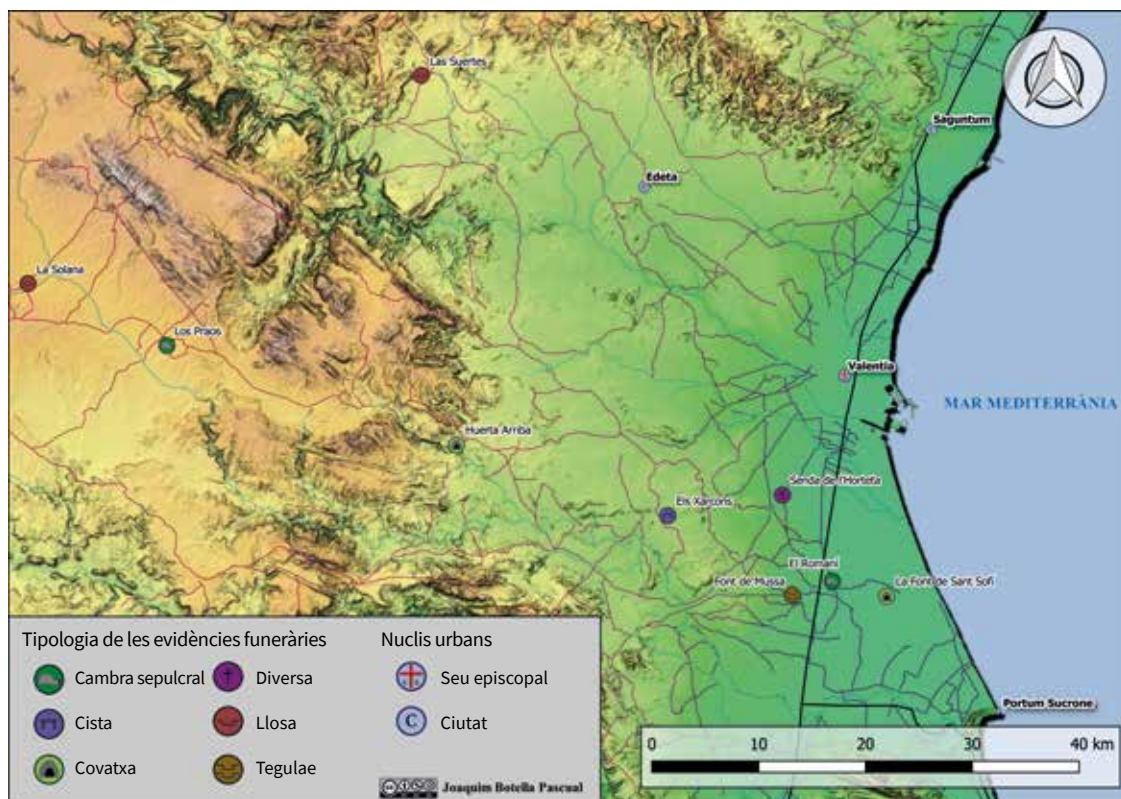 Las Suertes
Saguntum
Edeta
La Solana
Los Praos
Valentia
MAR MEDITERRÀNIA
Huerta Arriba
Senda de l'Horteta
Els Xarcons
El Romaní
Font de Mussa
La Font de Sant Sofí
Portum Sucrone
Tipologia de les evidències funeràries
Cambra sepulcral
Diversa
Cista
Llosa
Covatxa
Tegulae
Nuclis urbans
Seu episcopal
C Ciutat
Joaquim Botella Pascual
0 10 20 30 40 km